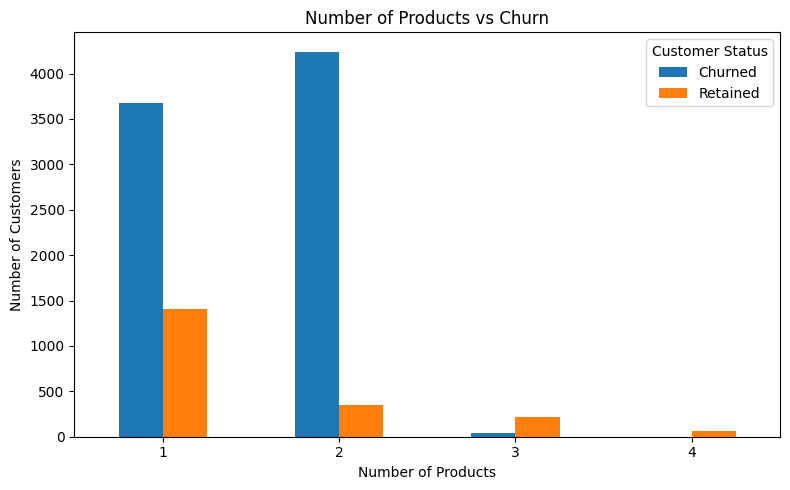 Number of Products vs Churn
Customer Status
Churned
Retained
Number of Customers
4000
3500
3000
2500
2000
1500
1000
500
0
1 2 3 4
Number of Products